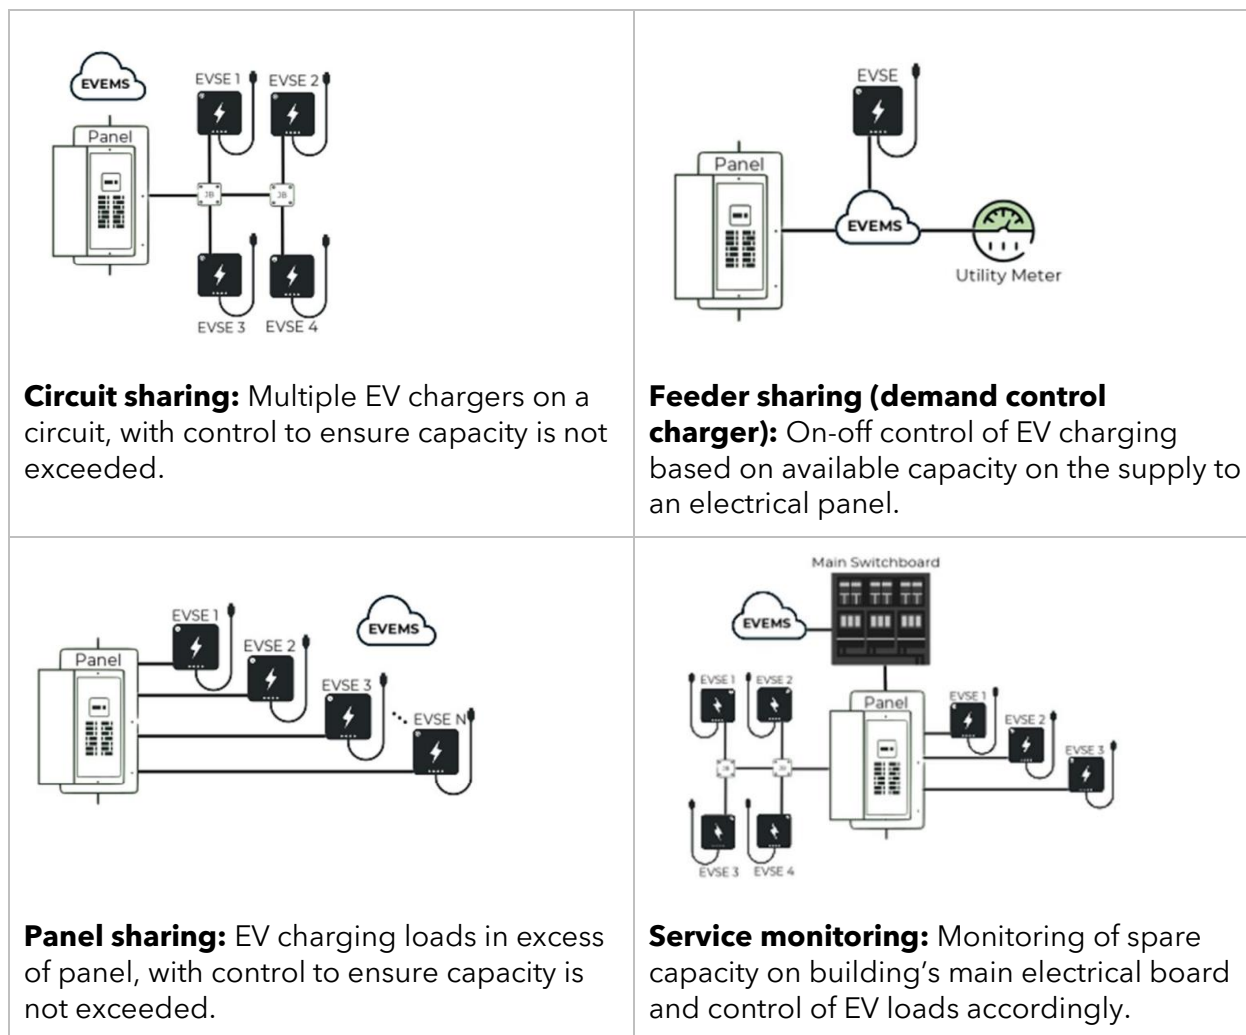 EVEMS
EVSE 1 EVSE 2
Panel
JB JB
EVSE 3 EVSE 4
Circuit sharing: Multiple EV chargers on a
circuit, with control to ensure capacity is not
exceeded.
EVSE
Panel
EVEMS
Utility Meter
Feeder sharing (demand control
charger): On-off control of EV charging
based on available capacity on the supply to
an electrical panel.
EVSE 1
EVEMS
EVSE 2
Panel
EVSE 3
EVSE N
Panel sharing: EV charging loads in excess
of panel, with control to ensure capacity is
not exceeded.
Main Switchboard
EVEMS
EVSE 1 EVSE 2
Panel
EVSE 1
EVSE 2
EVSE 3
JB JB
EVSE 3 EVSE 4
Service monitoring: Monitoring of spare
capacity on building's main electrical board
and control of EV loads accordingly.